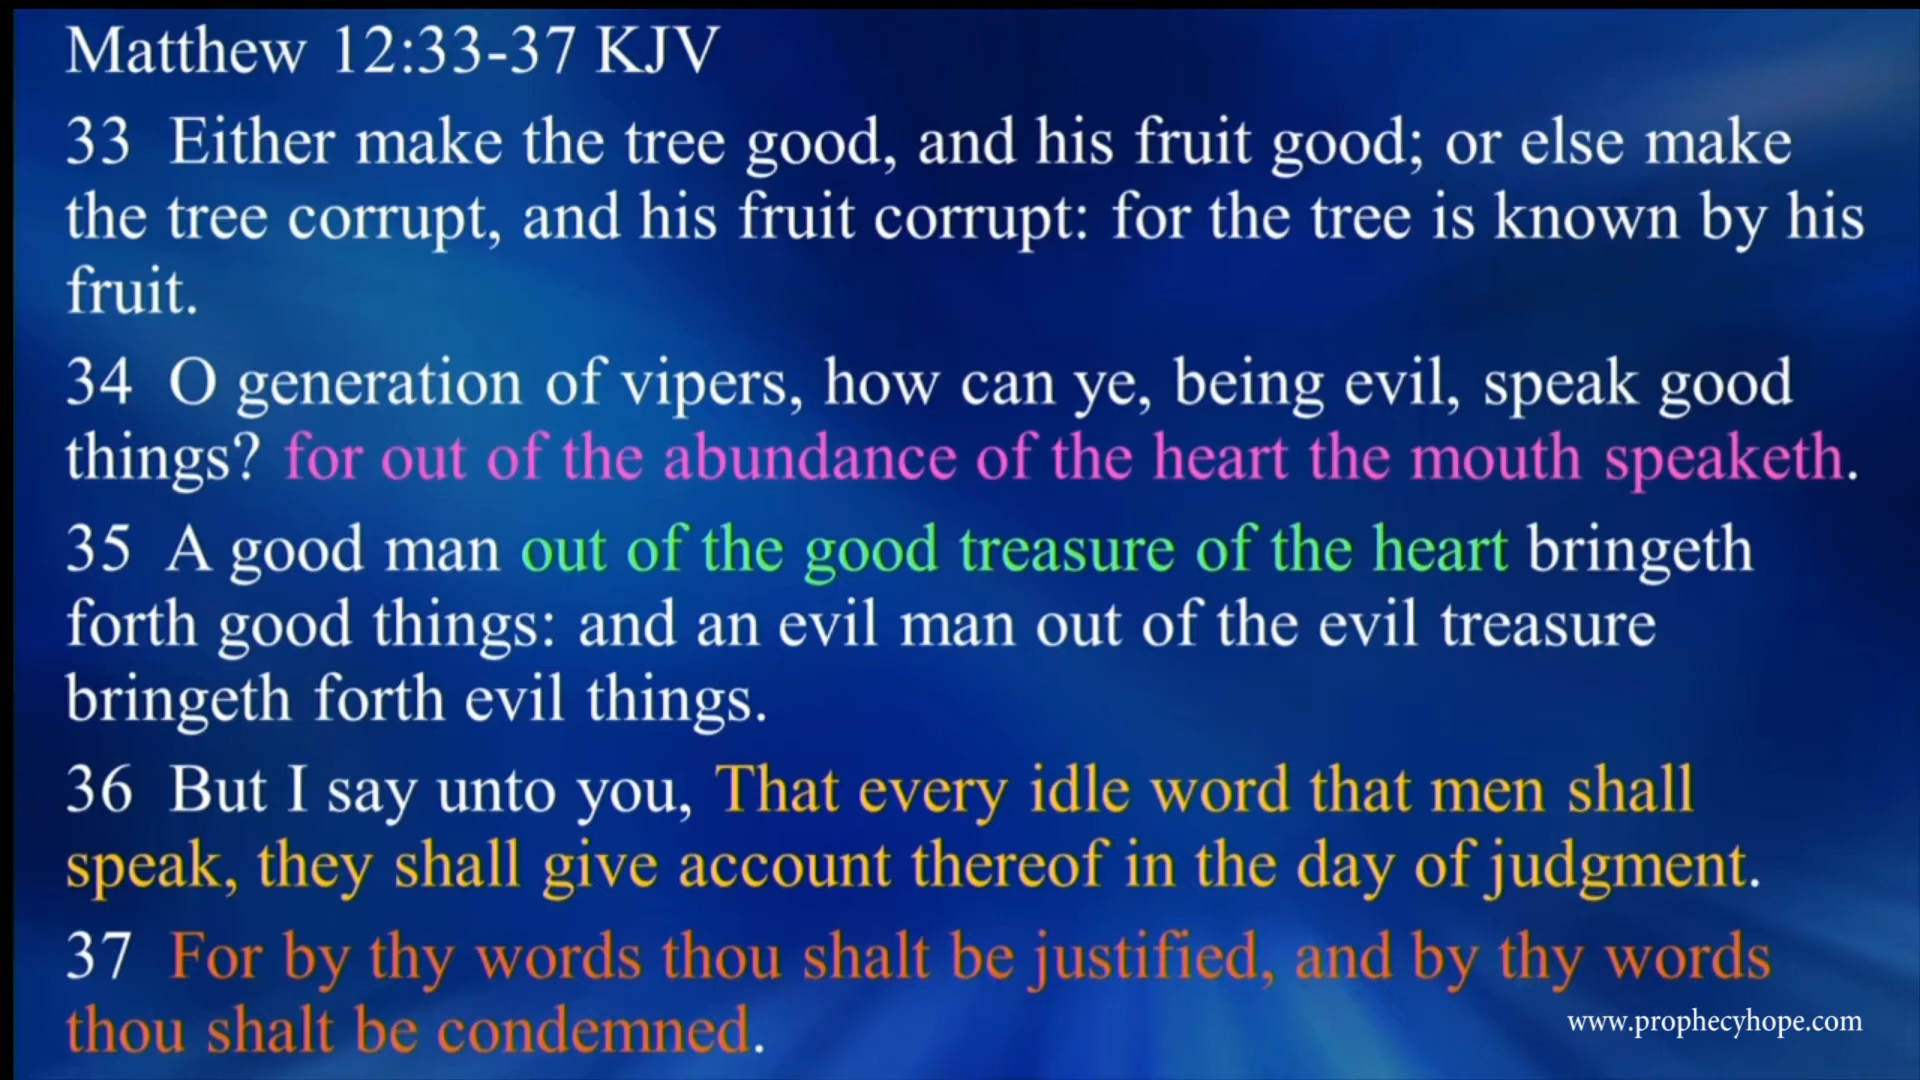 Matthew 12:33-37 KJV
33 Either make the tree good, and his fruit good; or else make
the tree corrupt, and his fruit corrupt: for the tree is known by his
fruit.
34 O generation of vipers, how can ye, being evil, speak good
things? for out of the abundance of the heart the mouth speaketh.
35 A good man out of the good treasure of the heart bringeth
forth good things: and an evil man out of the evil treasure
bringeth forth evil things.
36 But I say unto you, That every idle word that men shall
speak, they shall give account thereof in the day of judgment.
37 For by thy words thou shalt be justified, and by thy words
thou shalt be condemned.
www.prophecyhope.com